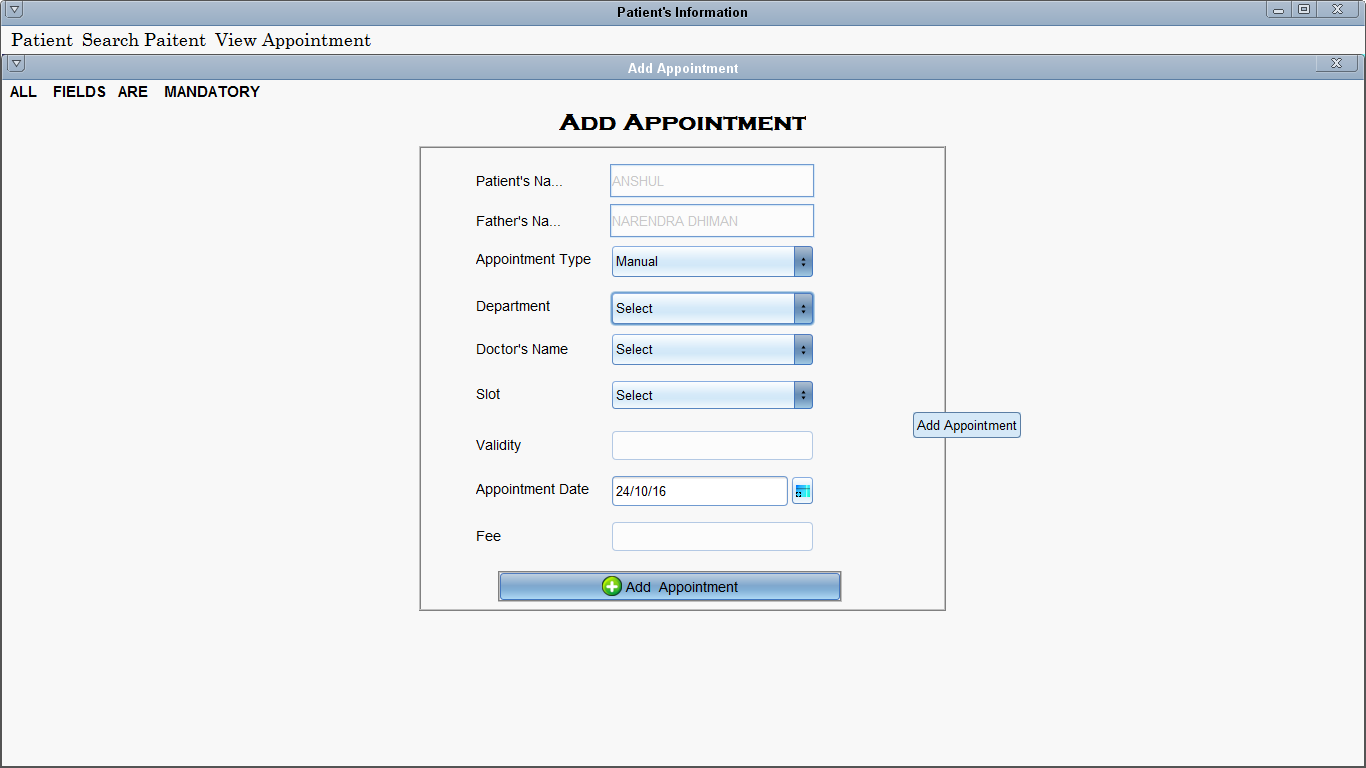 Patient's Information
Patient Search Paitent View Appointment
Add Appointment
ALL FIELDS ARE MANDATORY
ADD APPOINTMENT
Patient's Na... ANSHUL
Father's Na... NARENDRA DHIMAN
Appointment Type Manual
Department Select
Doctor's Name Select
Slot Select
Add Appointment
Validity
Appointment Date 24/10/16
Fee
Add Appointment